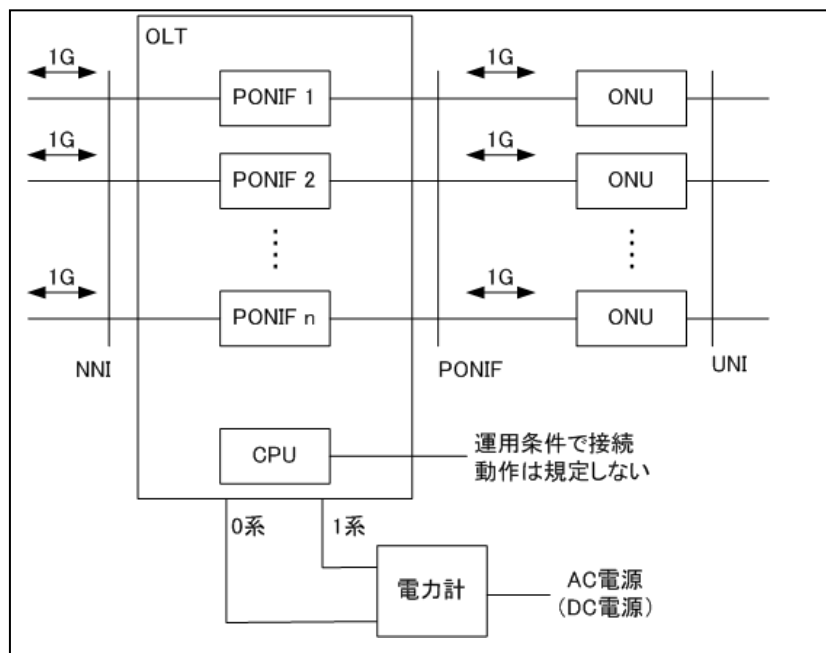 OLT
1G
1G
PONIF 1
ONU
1G
1G
PONIF 2
ONU
1G
1G
PONIF n
ONU
NNI
PONIF
UNI
CPU
運用条件で接続
動作は規定しない
0系
1系
電力計
AC電源
(DC電源)